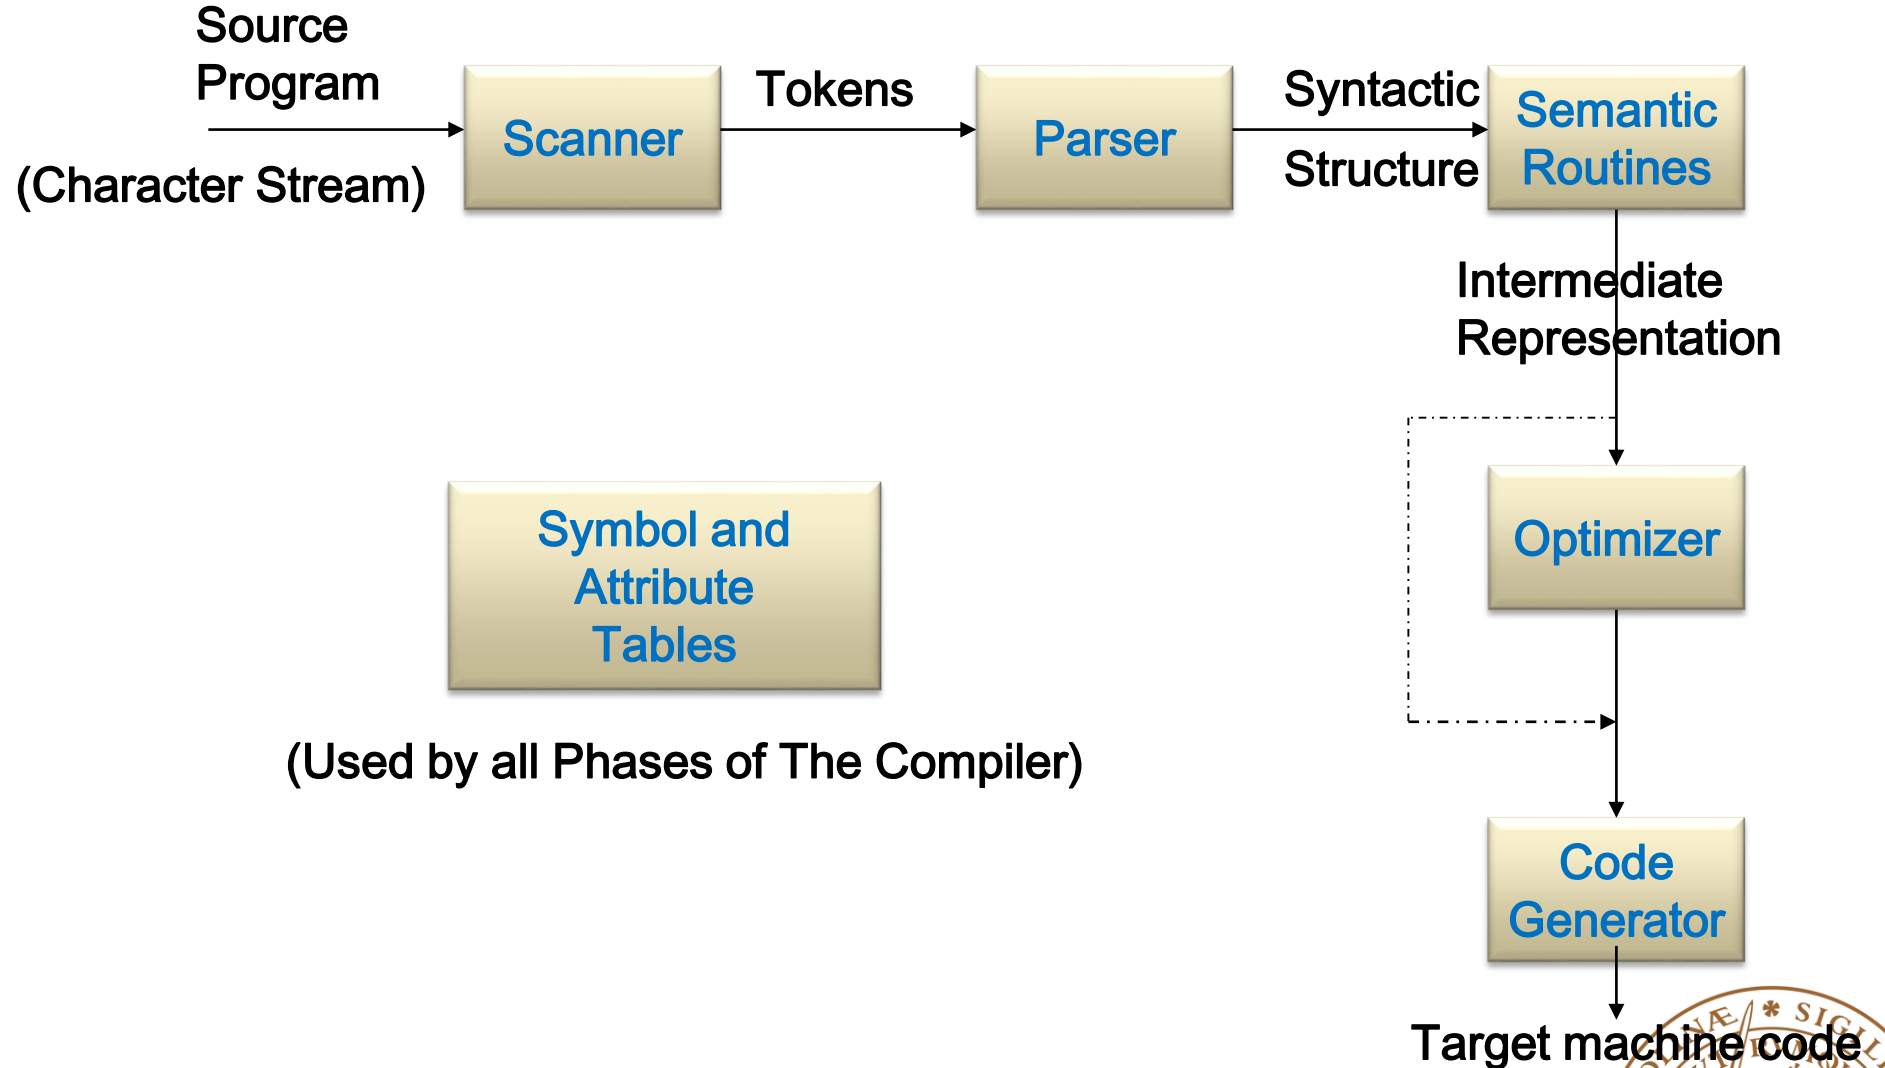 Source
Program
(Character Stream)
Scanner
Tokens
Parser
Syntactic
Structure
Semantic
Routines
Intermediate
Representation
Optimizer
Symbol and
Attribute
Tables
(Used by all Phases of The Compiler)
Code
Generator
Target machine code